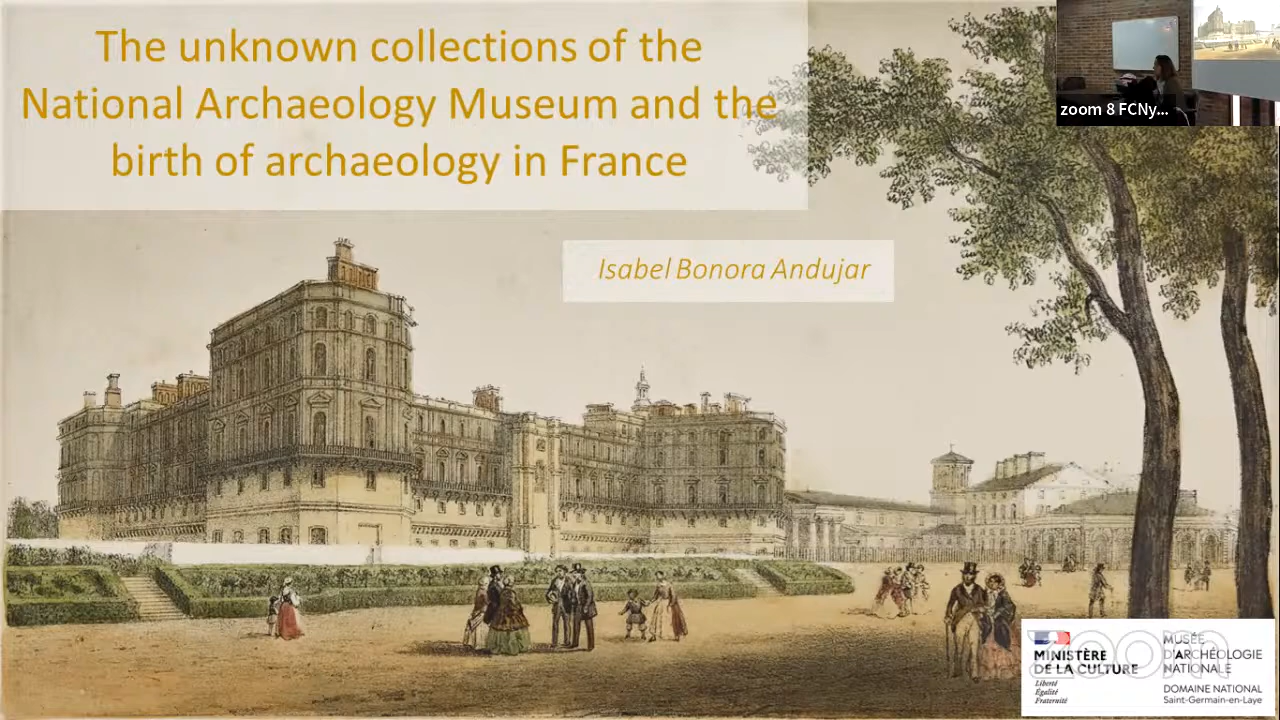 The unknown collections of the
National Archaeology Museum and the
birth of archaeology in France
Isabel Bonora Andujar
zoom 8 FCNy...
MINISTÈRE
DE LA CULTURE
Liberté
Égalité
Fraternité
MUSÉE
D'ARCHÉOLOGIE
NATIONALE
DOMAINE NATIONAL
Saint-Germain-en-Laye
zoom